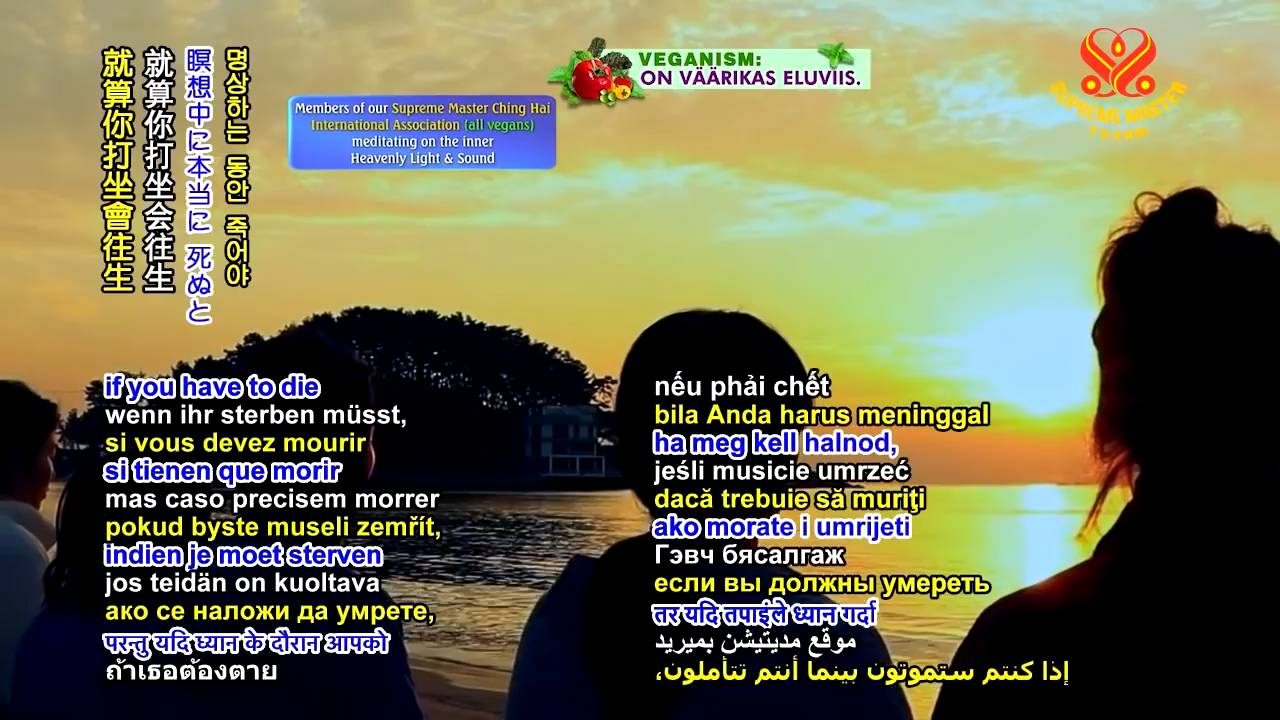 VEGANISM:
ON VÄÄRIKAS ELUVIIS.
SUPREME MASTER
TV.com
Members of our Supreme Master Ching Hai
International Association (all vegans)
meditating on the inner
Heavenly Light & Sound
就算你打坐會往生
就算你打坐会往生
瞑想中に本当に 死ぬと
명상하는 동안 죽어야
if you have to die
wenn ihr sterben müsst,
si vous devez mourir
si tienen que morir
mas caso precisem morrer
pokud byste museli zemřít,
indien je moet sterven
jos teidän on kuoltava
ако се наложи да умрете,
परन्तु यदि ध्यान के दौरान आपको
ถ้าเธอต้องตาย
nếu phải chết
bila Anda harus meninggal
ha meg kell halnod,
jeśli musicie umrzeć
dacă trebuie să muriţi
ako morate i umrijeti
Гэвч бясалгаж
если вы должны умереть
तर यदि तपाइंले ध्यान गर्दा
موقع مديتيشن بميريد
إذا كنتم ستموتون بينما أنتم تتأملون،